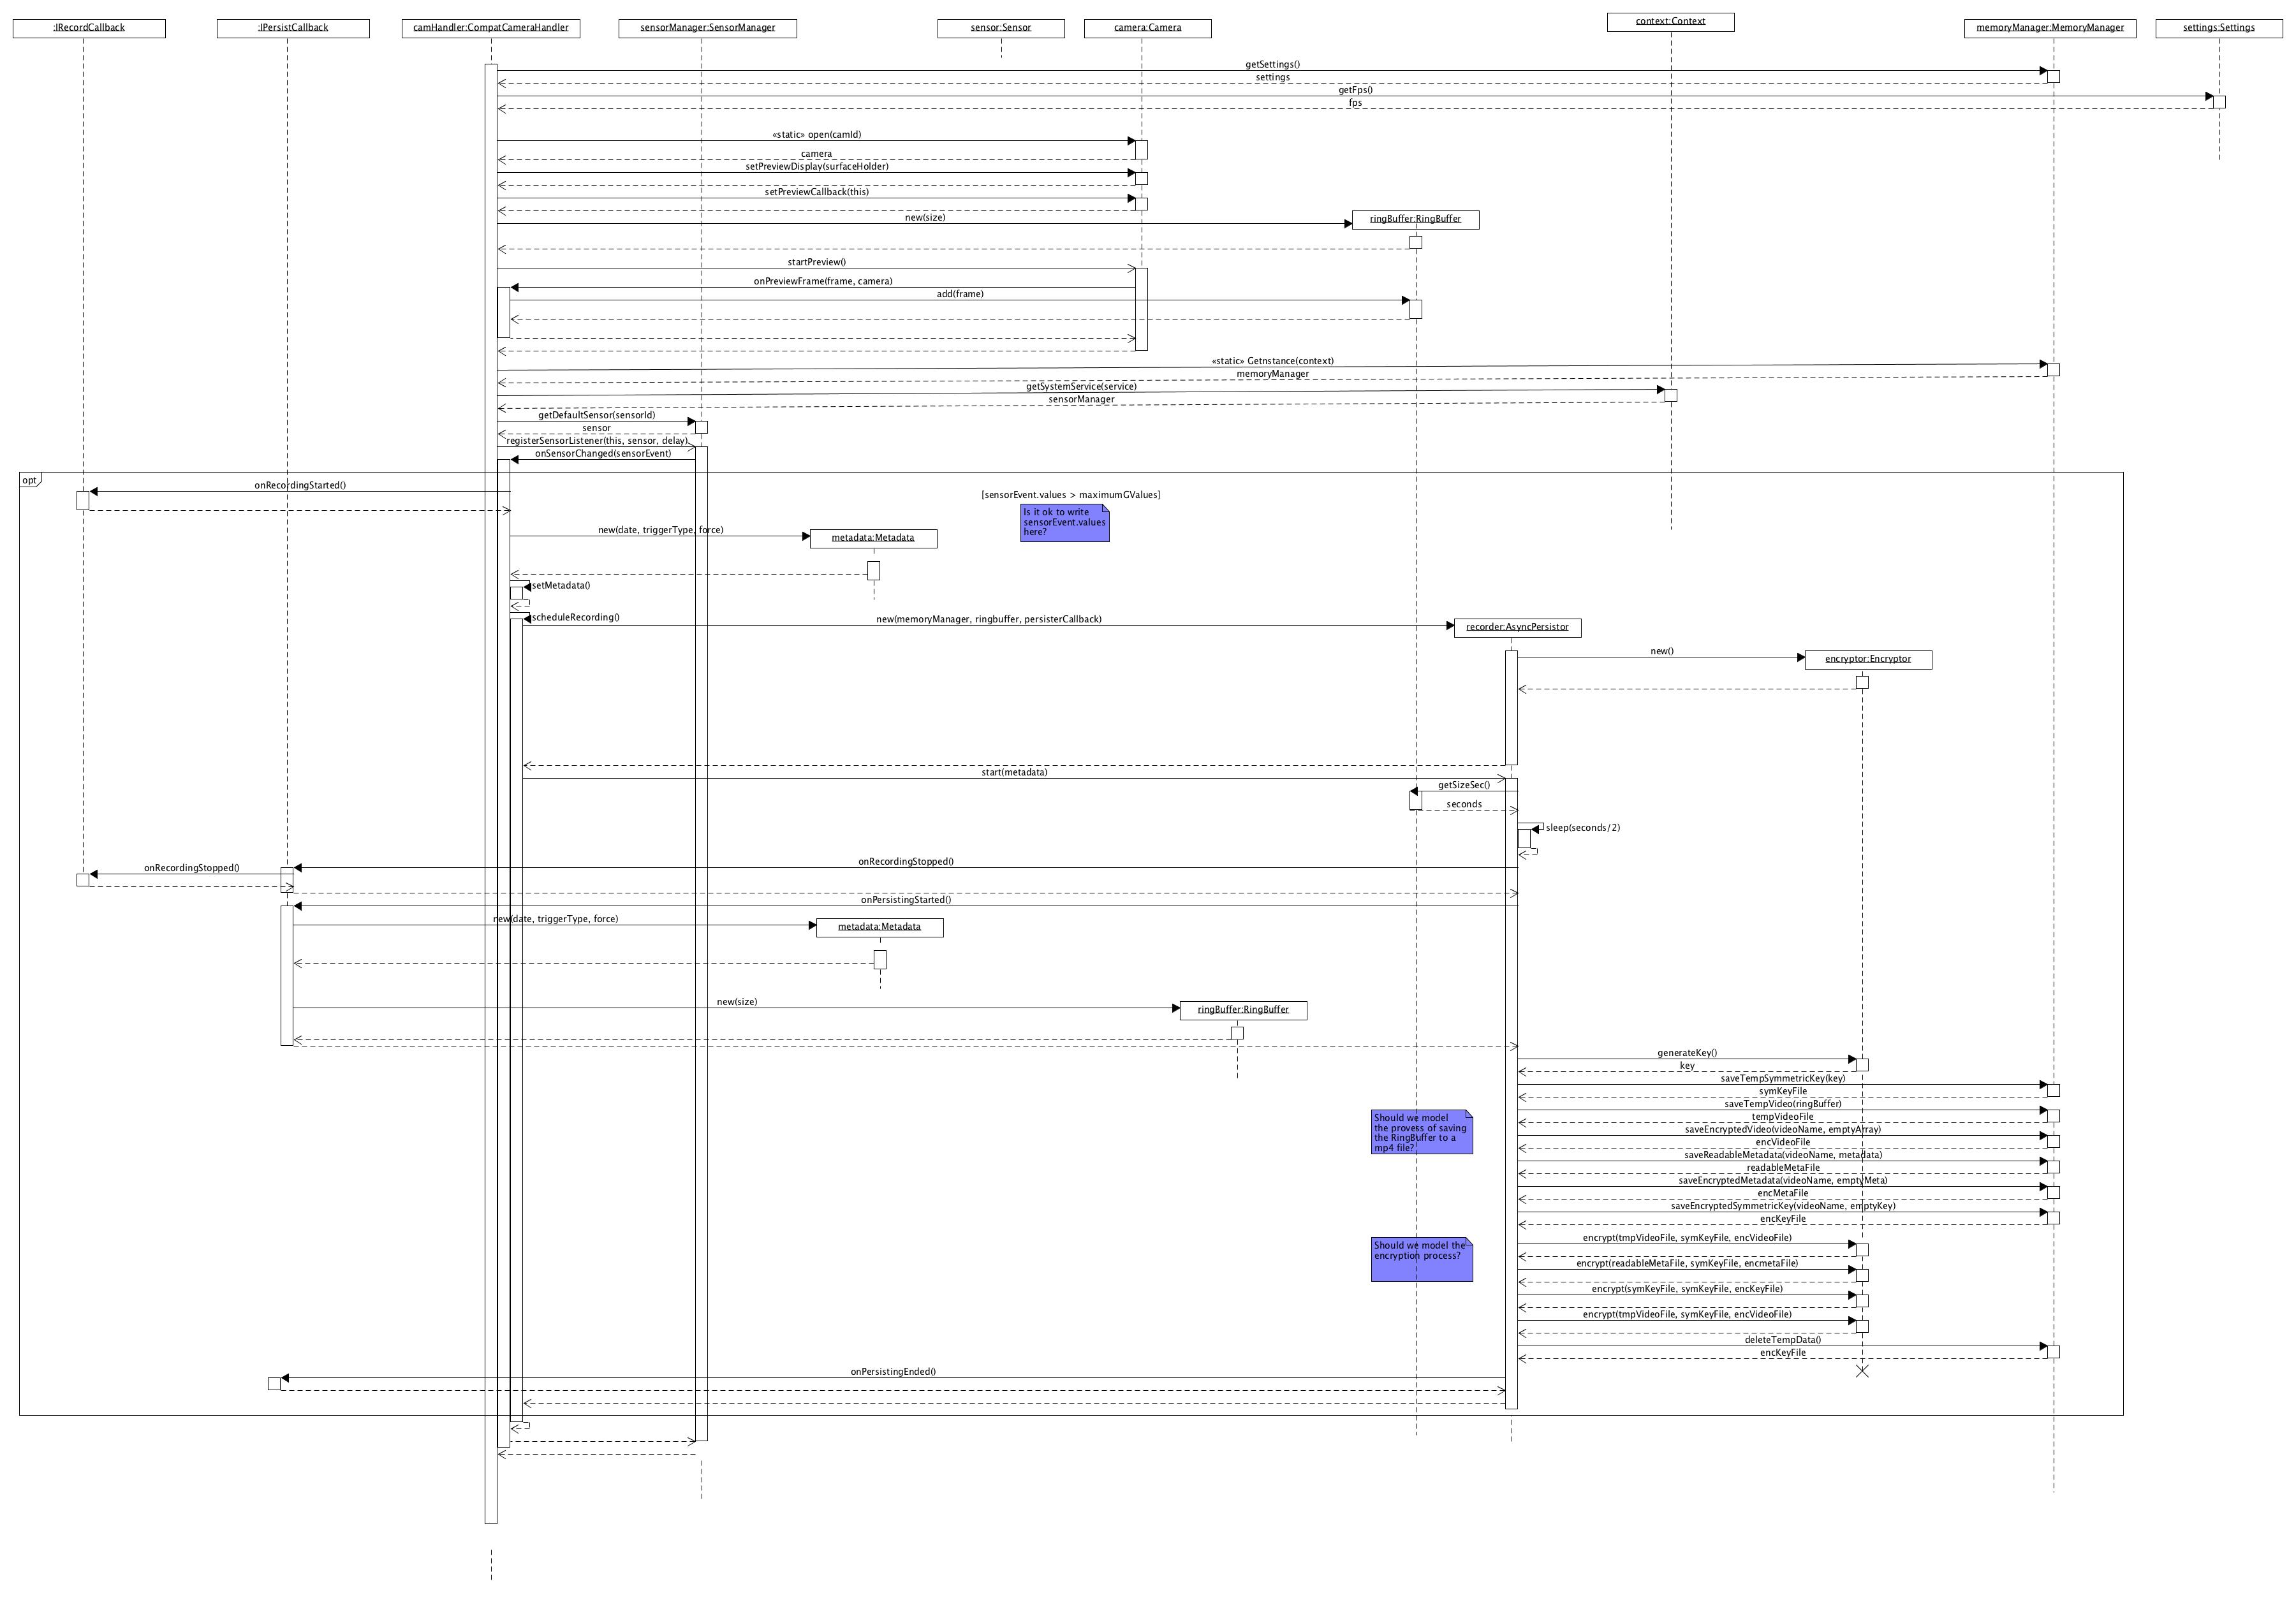 :IRecordCallback
:IPersistCallback
camHandler:CompatCameraHandler
sensorManager:SensorManager
sensor:Sensor
camera:Camera
context:Context
memoryManager:MemoryManager
settings:Settings
getSettings()
settings
getFps()
fps
«static» open(camId)
camera
setPreviewDisplay(surfaceHolder)
setPreviewCallback(this)
new(size)
ringBuffer:RingBuffer
startPreview()
onPreviewFrame(frame, camera)
add(frame)
«static» Getnstance(context)
memoryManager
getSystemService(service)
sensorManager
getDefaultSensor(sensorId)
sensor
registerSensorListener(this, sensor, delay)
onSensorChanged(sensorEvent)
opt
onRecordingStarted()
[sensorEvent.values > maximumGValues]
Is it ok to write
sensorEvent.values
here?
new(date, triggerType, force)
metadata:Metadata
setMetadata()
scheduleRecording()
new(memoryManager, ringbuffer, persisterCallback)
recorder:AsyncPersistor
new()
encryptor:Encryptor
start(metadata)
getSizeSec()
seconds
sleep(seconds/2)
onRecordingStopped()
onRecordingStopped()
onPersistingStarted()
new(date, triggerType, force)
metadata:Metadata
new(size)
ringBuffer:RingBuffer
generateKey()
key
saveTempSymmetricKey(key)
symKeyFile
saveTempVideo(ringBuffer)
tempVideoFile
Should we model
the provess of saving
the RingBuffer to a
mp4 file?
saveEncryptedVideo(videoName, emptyArray)
encVideoFile
saveReadableMetadata(videoName, metadata)
readableMetaFile
saveEncryptedMetadata(videoName, emptyMeta)
encMetaFile
saveEncryptedSymmetricKey(videoName, emptyKey)
encKeyFile
Should we model the
encryption process?
encrypt(tmpVideoFile, symKeyFile, encVideoFile)
encrypt(readableMetaFile, symKeyFile, encmetaFile)
encrypt(symKeyFile, symKeyFile, encKeyFile)
encrypt(tmpVideoFile, symKeyFile, encVideoFile)
deleteTempData()
encKeyFile
onPersistingEnded()